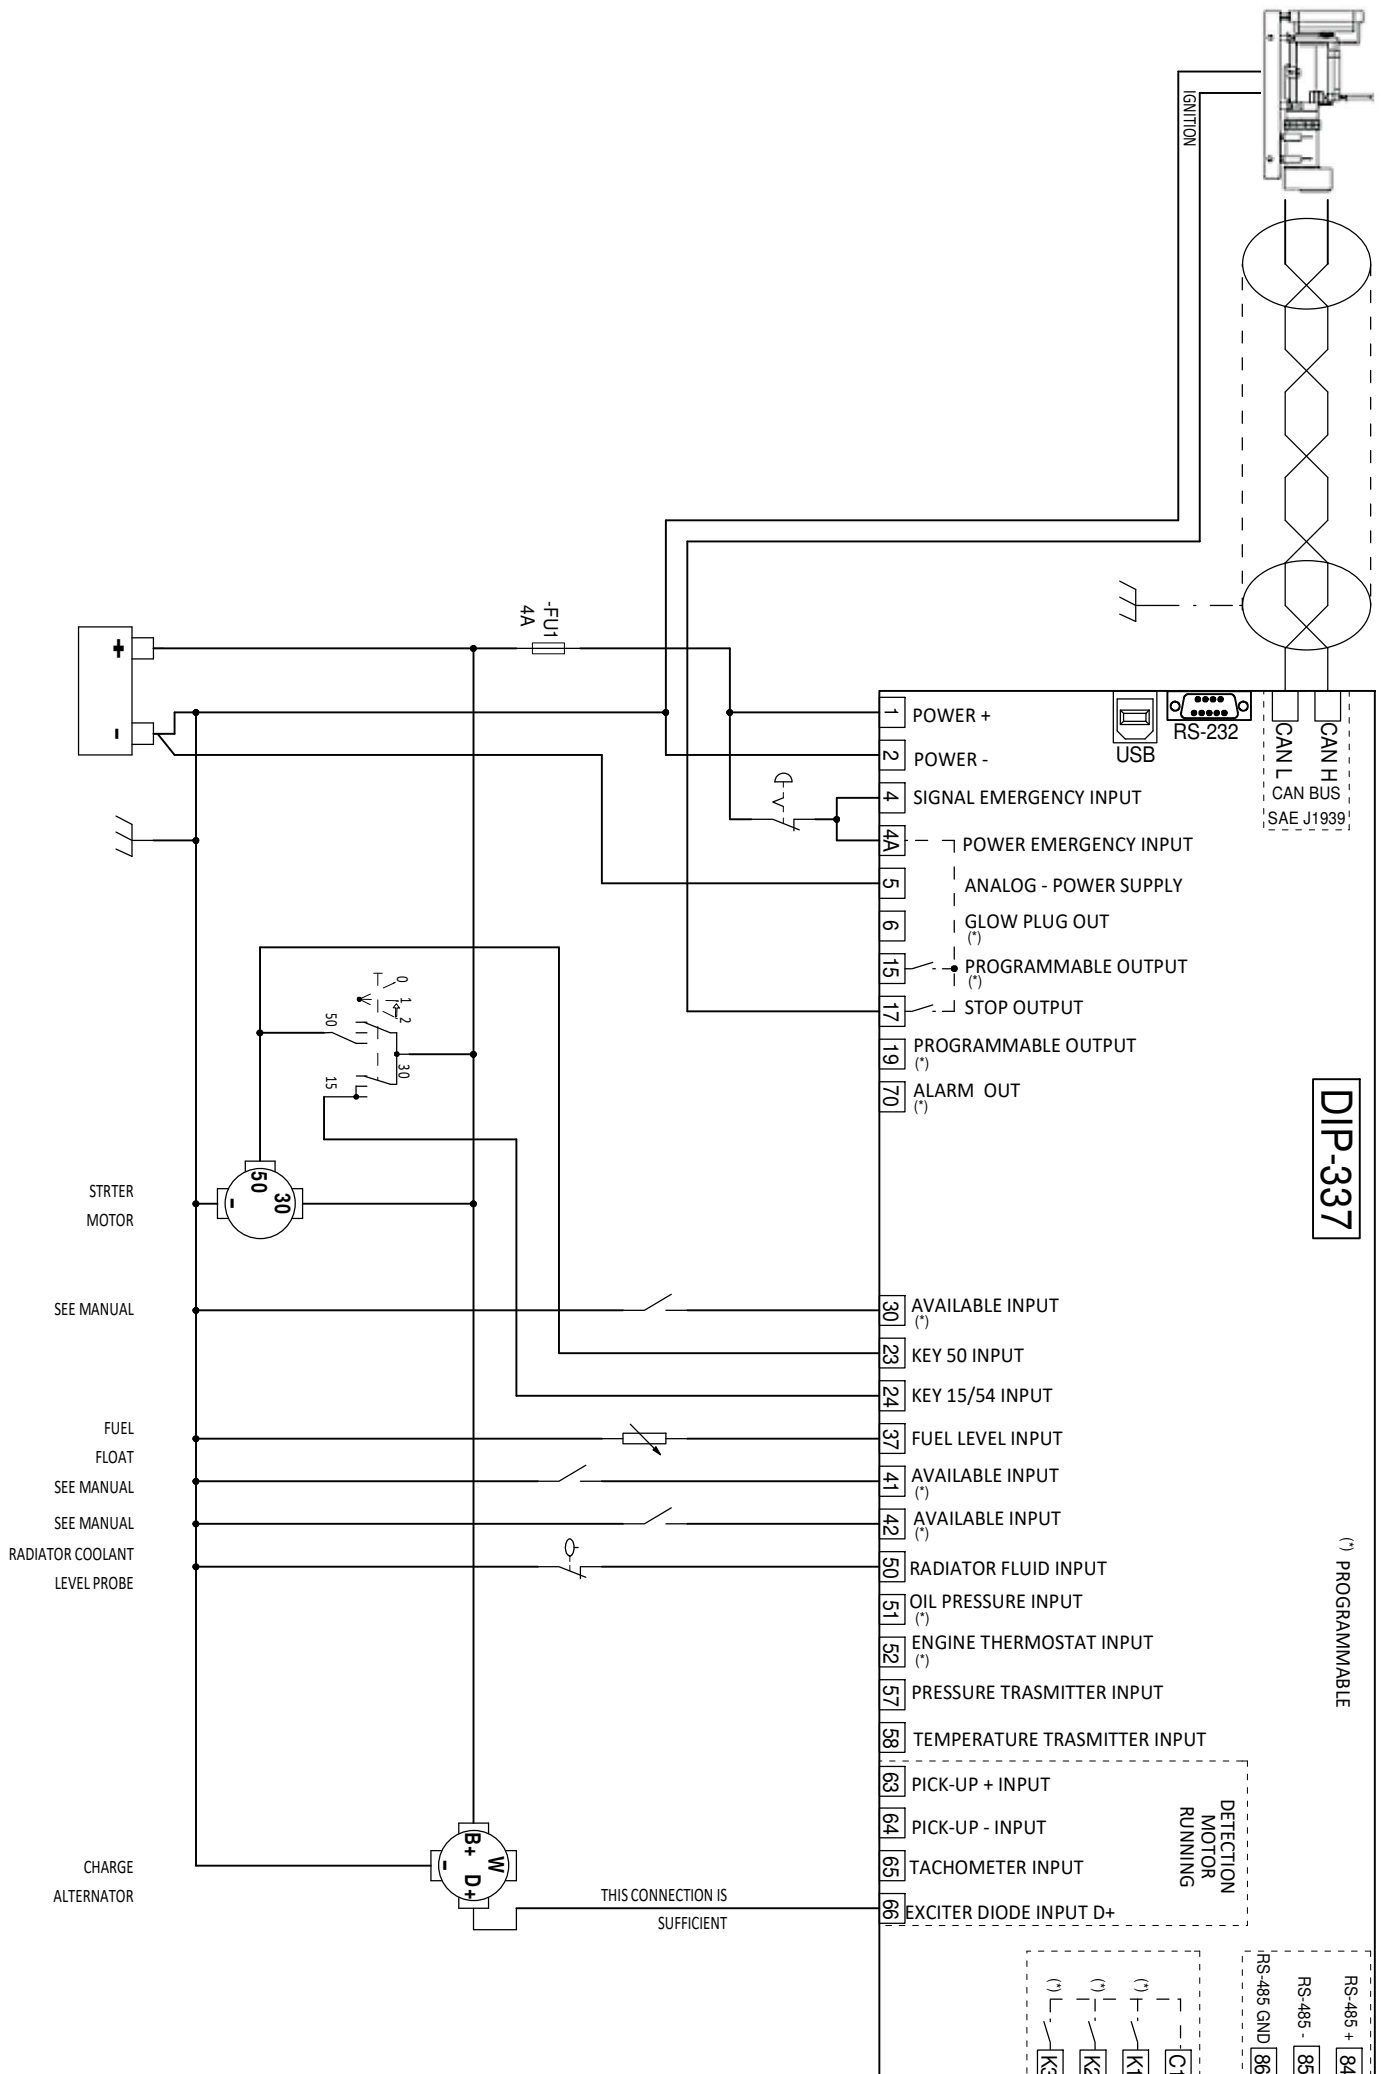 IGNITION
-FU1
4A
+
-
1 POWER +
2 POWER -
4 SIGNAL EMERGENCY INPUT
4A POWER EMERGENCY INPUT
5 ANALOG - POWER SUPPLY
6 GLOW PLUG OUT
(*)
15 PROGRAMMABLE OUTPUT
(*)
17 STOP OUTPUT
19 PROGRAMMABLE OUTPUT
(*)
70 ALARM OUT
(*)
USB
RS-232
CAN L
CAN H
CAN BUS
SAE J1939
DIP-337
0
1
2
50
30
15
STRTER
MOTOR
50
30
-
SEE MANUAL
30 AVAILABLE INPUT
(*)
23 KEY 50 INPUT
24 KEY 15/54 INPUT
FUEL
FLOAT
37 FUEL LEVEL INPUT
SEE MANUAL
41 AVAILABLE INPUT
(*)
SEE MANUAL
42 AVAILABLE INPUT
(*)
RADIATOR COOLANT
LEVEL PROBE
50 RADIATOR FLUID INPUT
51 OIL PRESSURE INPUT
(*)
52 ENGINE THERMOSTAT INPUT
(*)
57 PRESSURE TRASMITTER INPUT
58 TEMPERATURE TRASMITTER INPUT
(*) PROGRAMMABLE
63 PICK-UP + INPUT
64 PICK-UP - INPUT
65 TACHOMETER INPUT
66 EXCITER DIODE INPUT D+
DETECTION
MOTOR
RUNNING
CHARGE
ALTERNATOR
B+
W
-
D+
THIS CONNECTION IS
SUFFICIENT
(*)
(*)
(*)
K3
K2
K1
C1
RS-485 GND 86
RS-485 - 85
RS-485 + 84